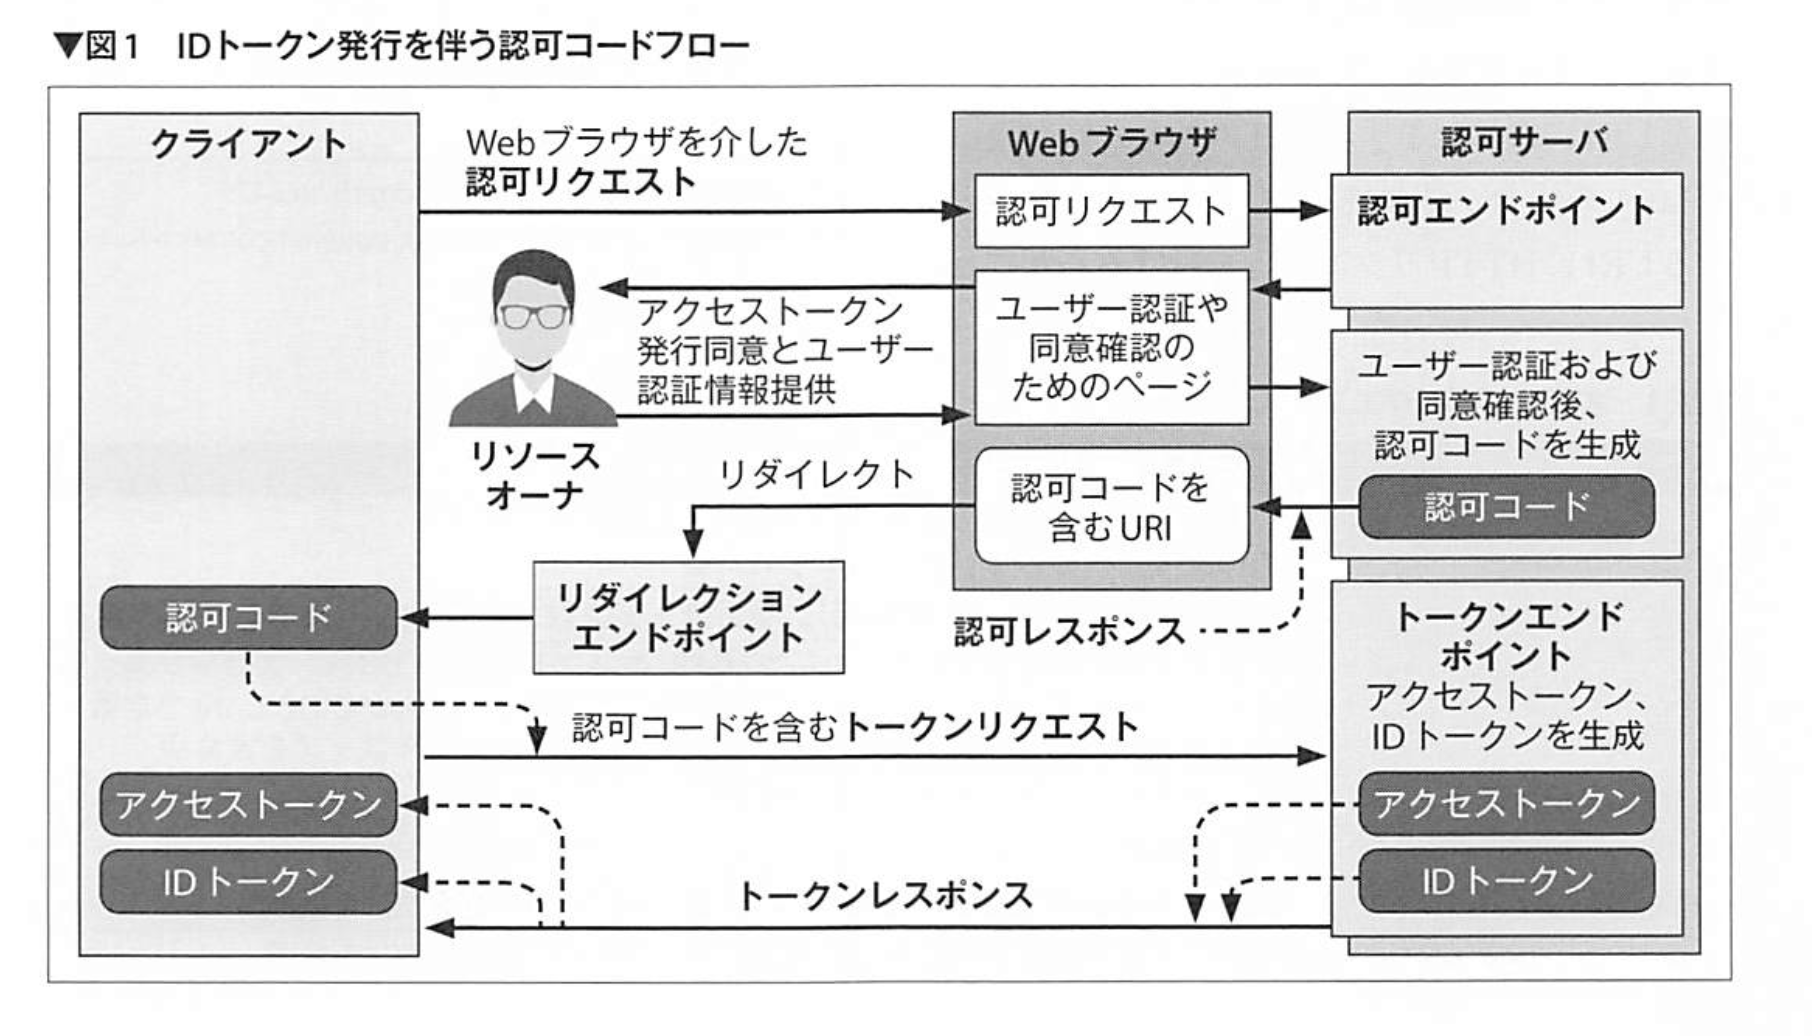 ▼図1 IDトークン発行を伴う認可コードフロー
クライアント
Webブラウザを介した
認可リクエスト
Webブラウザ
認可サーバ
認可リクエスト
認可エンドポイント
アクセストークン
発行同意とユーザー
認証情報提供
ユーザー認証や
同意確認の
ためのページ
ユーザー認証および
同意確認後、
認可コードを生成
認可コード
リソース
オーナ
リダイレクト
認可コードを
含むURI
リダイレクション
エンドポイント
認可コード
認可レスポンス
認可コードを含むトークンリクエスト
トークンエンド
ポイント
アクセストークン、
IDトークンを生成
アクセストークン
IDトークン
アクセストークン
IDトークン
トークンレスポンス